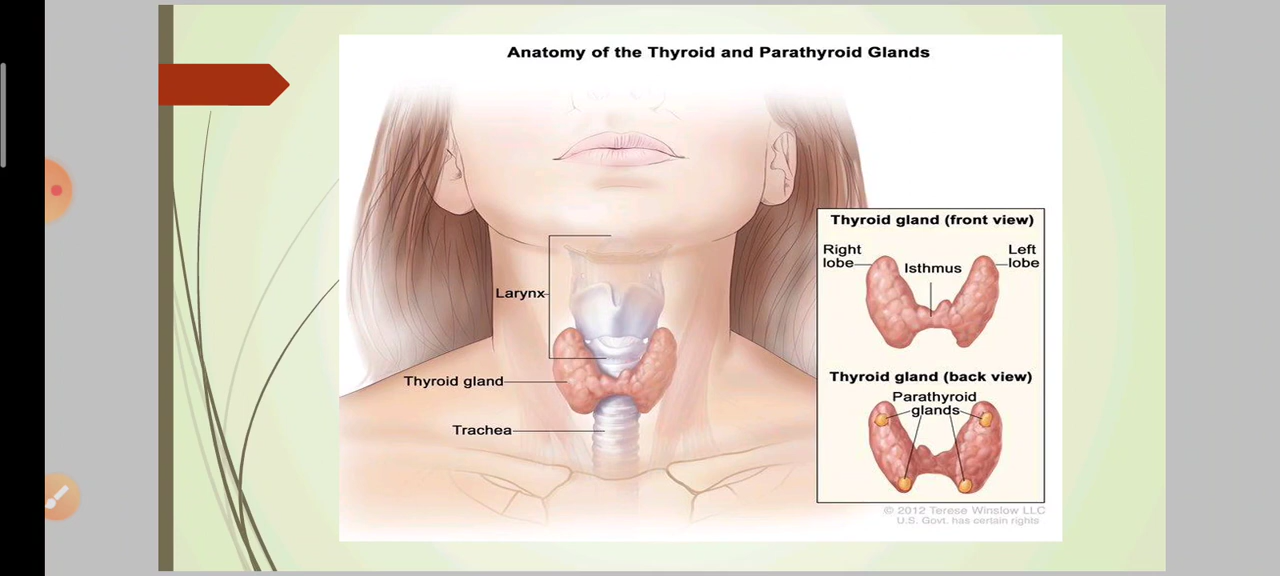 Anatomy of the Thyroid and Parathyroid Glands
Larynx
Thyroid gland
Trachea
Thyroid gland (front view)
Right
lobe
Isthmus
Left
lobe
Thyroid gland (back view)
Parathyroid
glands
© 2012 Terese Winslow LLC
U.S. Govt. has certain rights